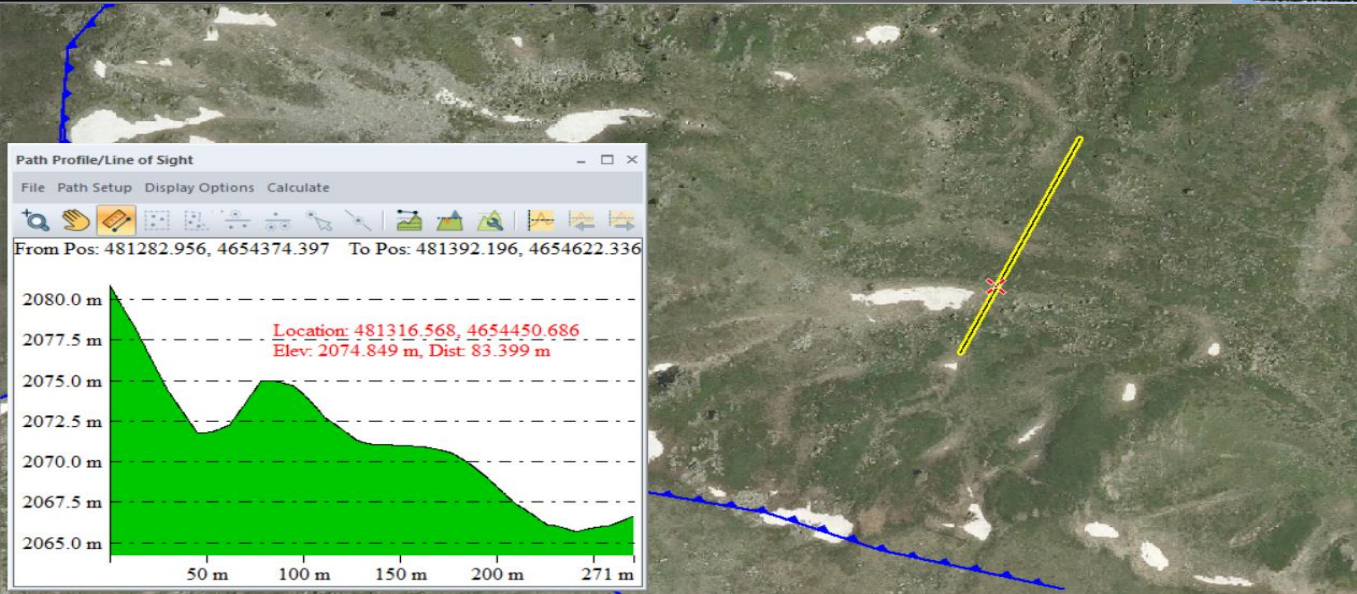 Path Profile/Line of Sight
File Path Setup Display Options Calculate
From Pos: 481282.956, 4654374.397 To Pos: 481392.196, 4654622.336
2080.0 m
2077.5 m
2075.0 m
2072.5 m
2070.0 m
2067.5 m
2065.0 m
Location: 481316.568, 4654450.686
Elev: 2074.849 m, Dist: 83.399 m
50 m 100 m 150 m 200 m 271 m